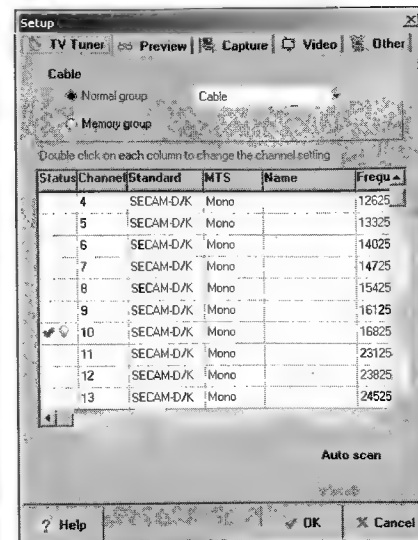 Setup
TV Tuner Preview Capture Video Other
Cable
Normal group Cable
Memory group
Double click on each column to change the channel setting
Status Channel Standard MTS Name Frequ
4 SECAM-D/K Mono 12625
5 SECAM-D/K Mono 13325
6 SECAM-D/K Mono 14025
7 SECAM-D/K Mono 14725
8 SECAM-D/K Mono 15425
9 SECAM-D/K Mono 16125
10 SECAM-D/K Mono 16825
11 SECAM-D/K Mono 23125
12 SECAM-D/K Mono 23825
13 SECAM-D/K Mono 24525
Auto scan
? Help OK X Cancel